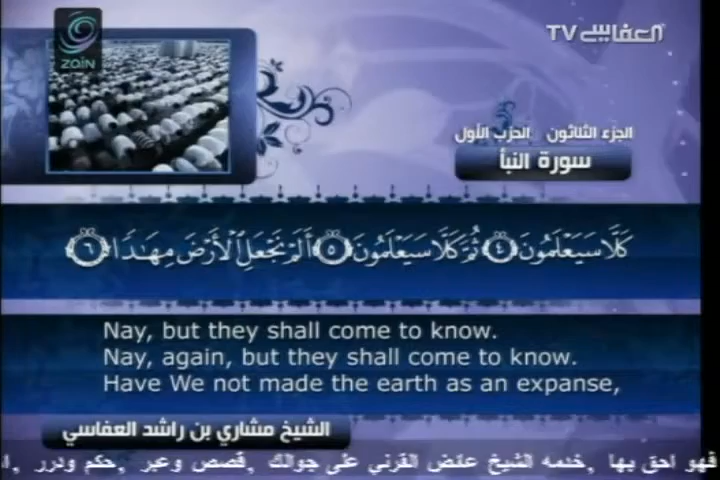 zain
العفاسي TV
الجزء الثلاثون الحزب الأول
سورة النبأ
كَلَّا سَيَعْلَمُونَ ٤ ثُمَّ كَلَّا سَيَعْلَمُونَ ٥ أَلَمْ نَجْعَلِ الْأَرْضَ مِهَٰدًا ٦
Nay, but they shall come to know.
Nay, again, but they shall come to know.
Have We not made the earth as an expanse,
الشيخ مشاري بن راشد العفاسي
فهو احق بها ,خدمه الشيخ عائض القرني على جوالك ,قصص وعبر ,حكم ودرر